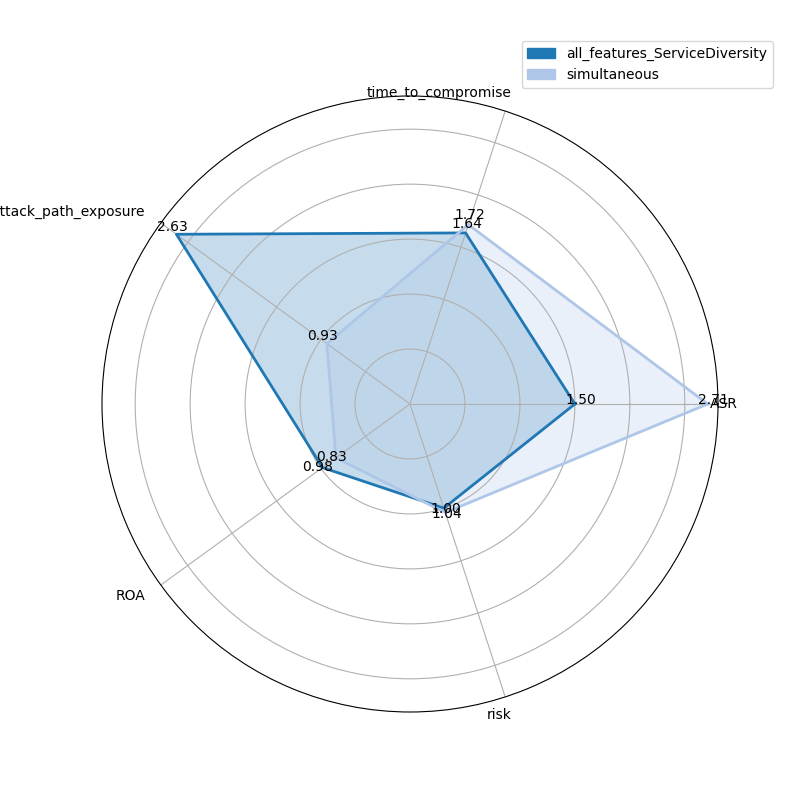 all_features_ServiceDiversity
simultaneous
time_to_compromise
ttack_path_exposure
2.63
1.72
1.64
0.93
1.50
2.71
ASR
0.83
0.98
1.00
1.04
ROA
risk